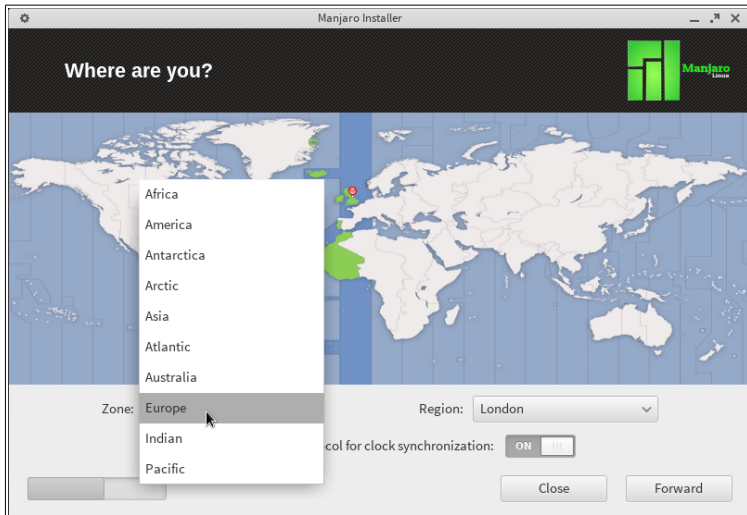 Manjaro Installer
Where are you?
Manjaro
Linux
Africa
America
Antarctica
Arctic
Asia
Atlantic
Australia
Zone: Europe Region: London
Indian
col for clock synchronization: ON
Pacific
Close Forward